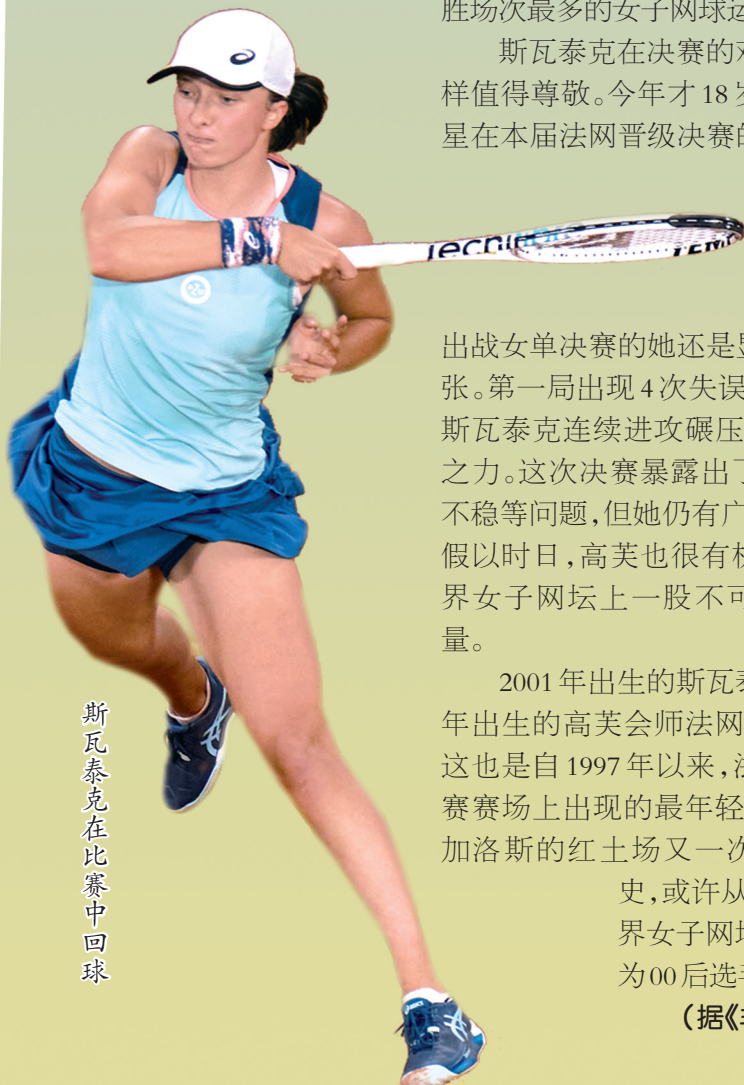 胜场次最多的女子网球运
斯瓦泰克在决赛的
样值得尊敬。今年才18岁
星在本届法网晋级决赛的
出战女单决赛的她还是
张。第一局出现4次失误
斯瓦泰克连续进攻碾压
之力。这次决赛暴露出了
不稳等问题,但她仍有广
假以时日,高芙也很有
界女子网坛上一股不可
量。
2001年出生的斯瓦泰
年出生的高芙会师法网
这也是自1997年以来,法
赛赛场上出现的最年轻
加洛斯的红土场又一次
史,或许从
界女子网坛
为00后选手
(据《
斯瓦泰克在比赛中回球
asics